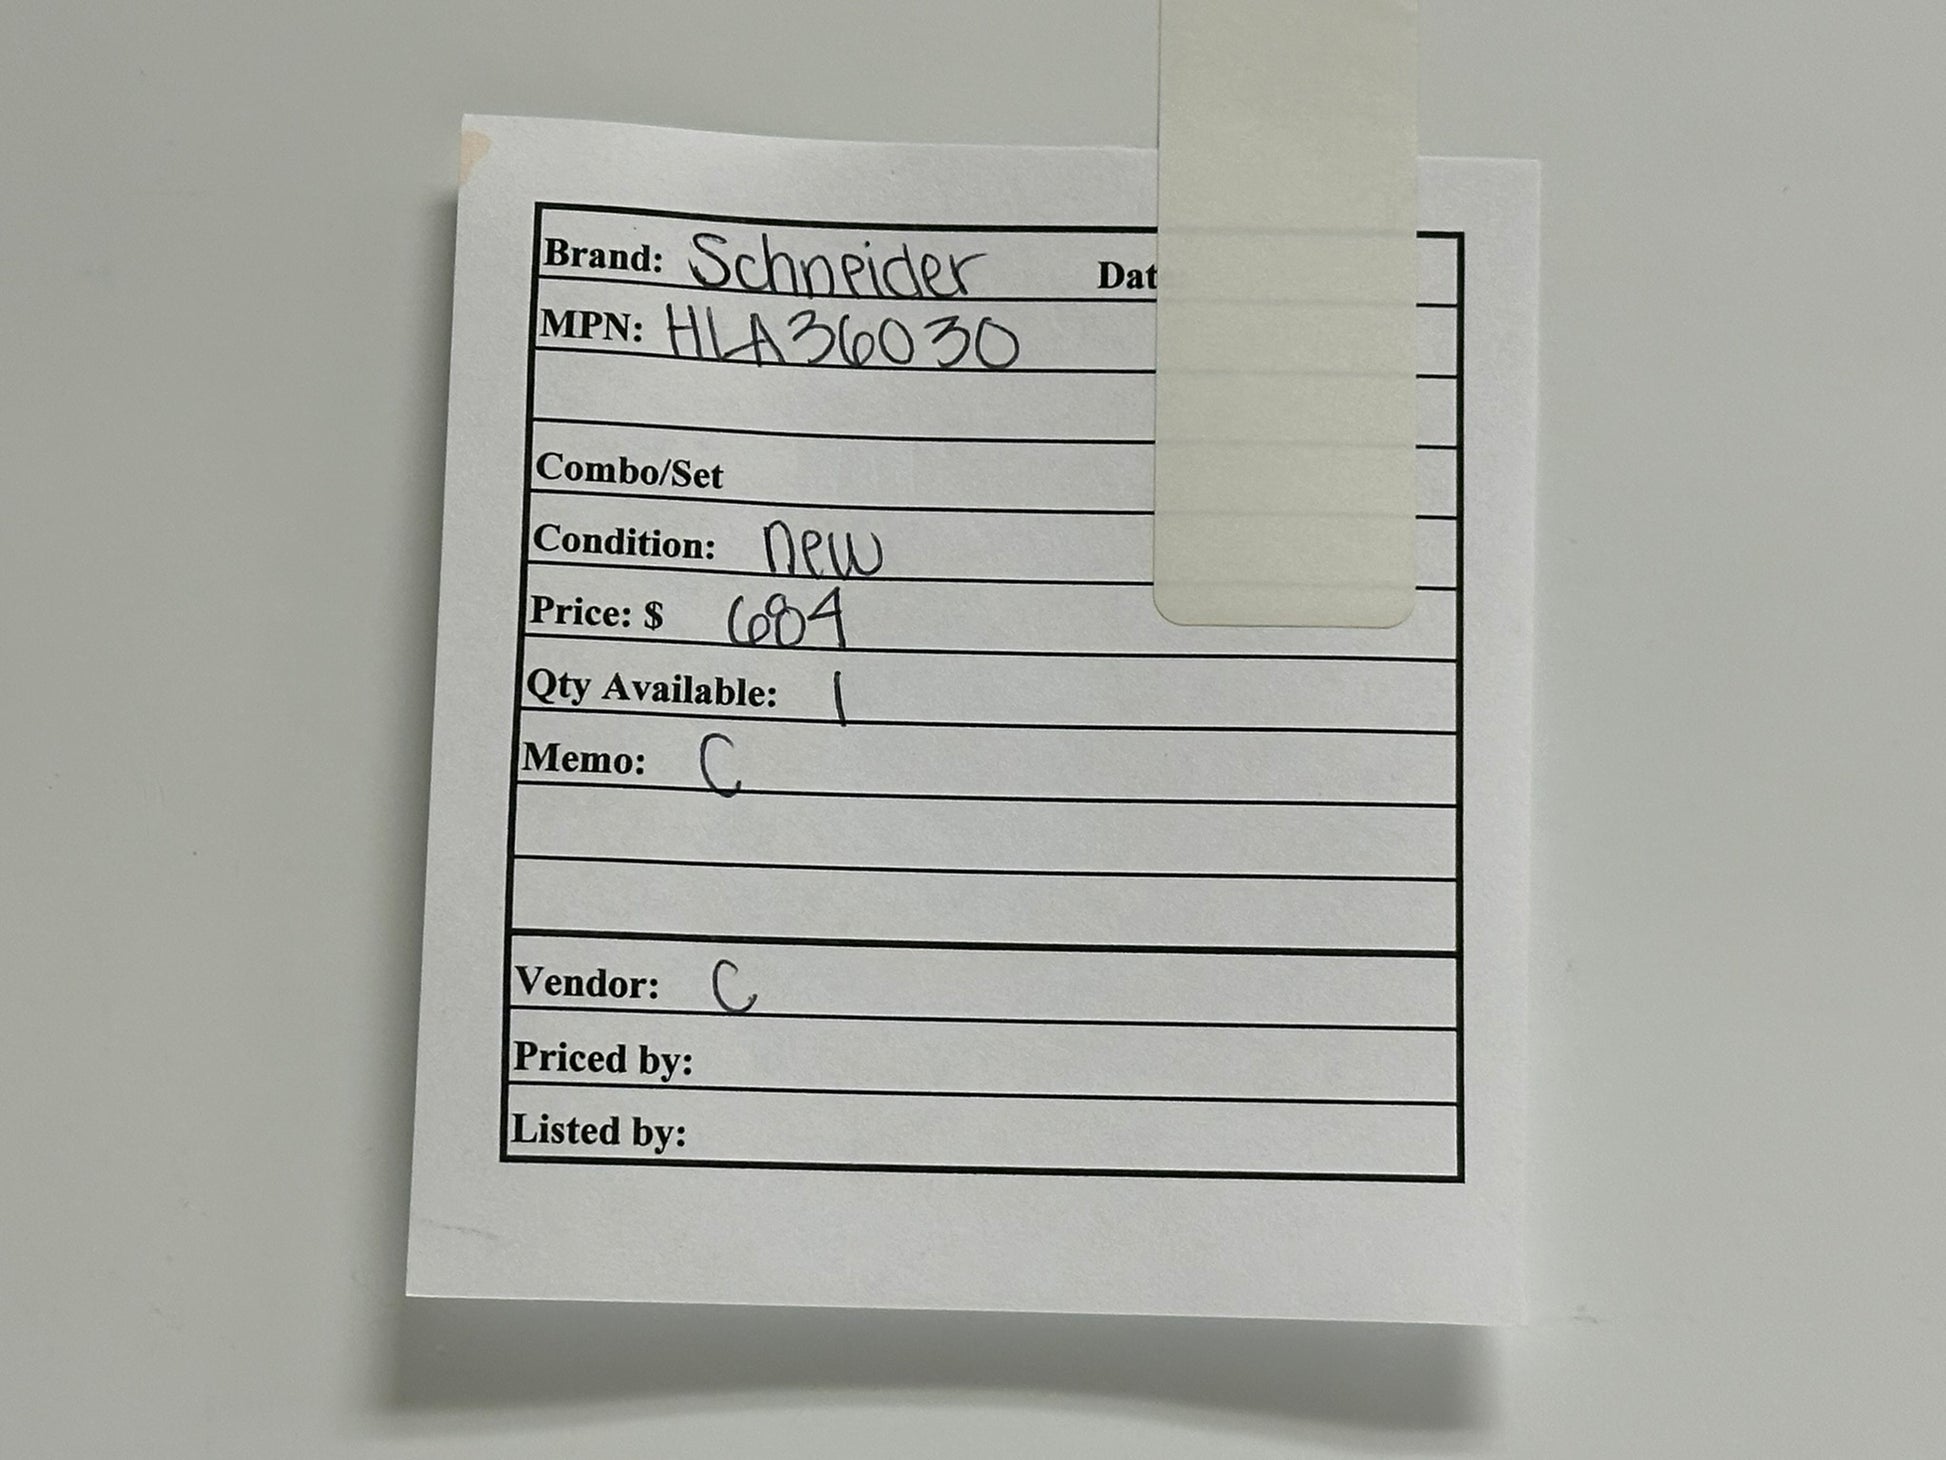 Brand: Schneider Dat
MPN: HLA36030
Combo/Set
Condition: new
Price: $ 684
Qty Available: 1
Memo: C
Vendor: C
Priced by:
Listed by: